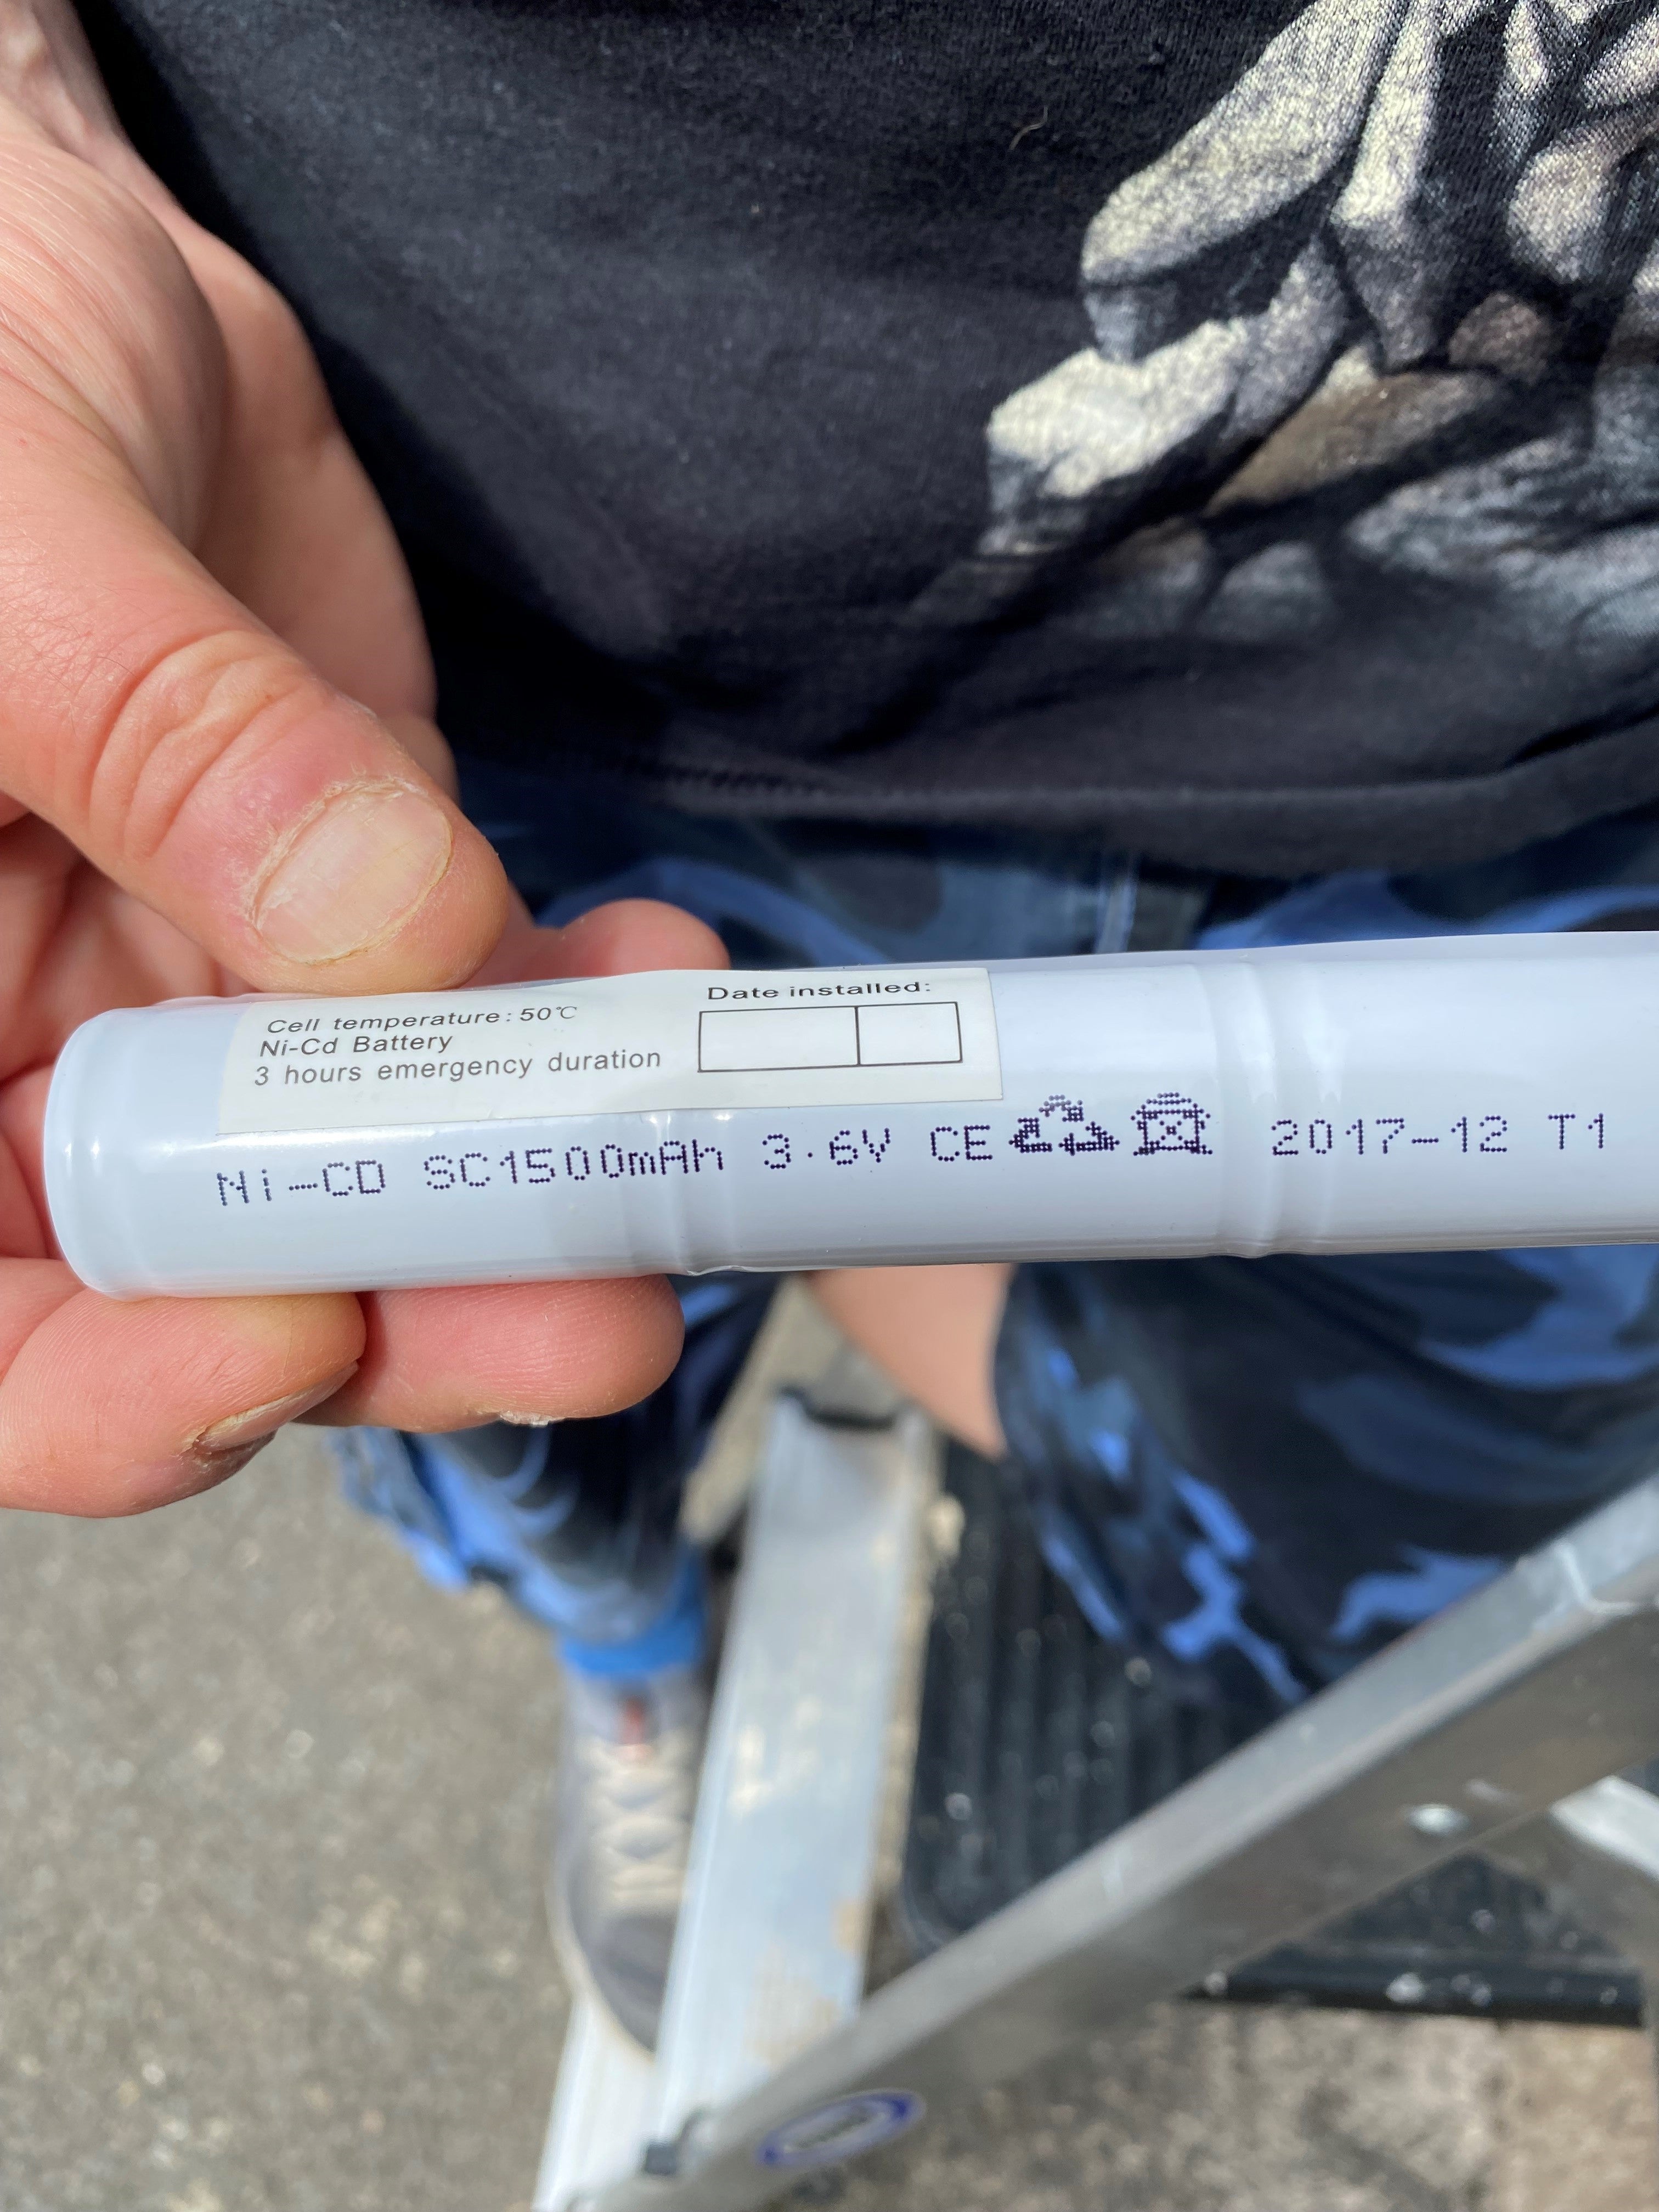 Date installed:
Cell temperature: 50℃
Ni-Cd Battery
3 hours emergency duration
Ni-CD SC1500mAh 3.6V CE 2017-12 T1